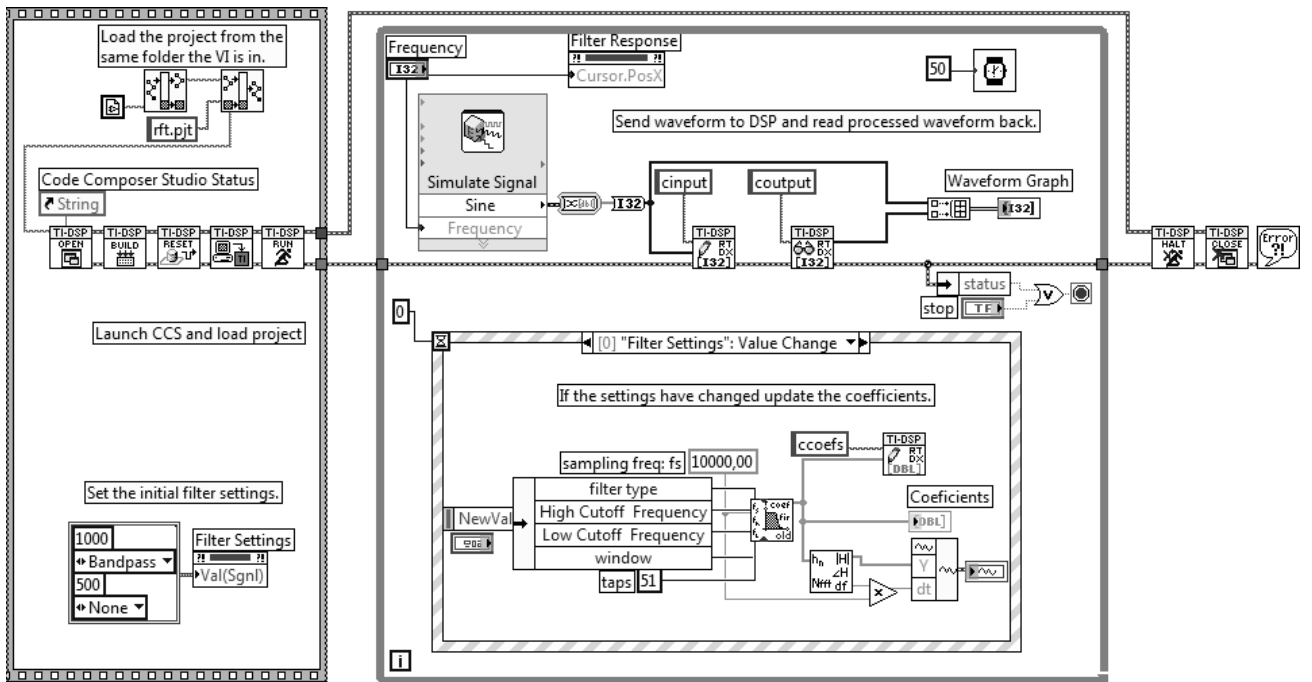 Load the project from the
same folder the VI is in.
rft.pjt
Code Composer Studio Status
String
TI-DSP
OPEN
TI-DSP
BUILD
TI-DSP
RESET
TI-DSP
TI
TI-DSP
RUN
Launch CCS and load project
Set the initial filter settings.
1000
Bandpass
500
None
Filter Settings
Val(Sgnl)
Frequency
I32
Filter Response
Cursor.PosX
50
Simulate Signal
Sine
Frequency
Send waveform to DSP and read processed waveform back.
I32
cinput
coutput
TI-DSP
RT
DX
[I32]
TI-DSP
RT
DX
[I32]
Waveform Graph
[I32]
status
stop
TF
V
TI-DSP
HALT
TI-DSP
CLOSE
Error
?!
0
[0] "Filter Settings": Value Change
If the settings have changed update the coefficients.
sampling freq: fs
10000,00
ccoefs
TI-DSP
RT
DX
[DBL]
NewVal
filter type
High Cutoff Frequency
Low Cutoff Frequency
window
taps
51
coef
fir
old
Coeficients
[DBL]
hn |H|
∠H
Nfft df
x
Y
dt
i